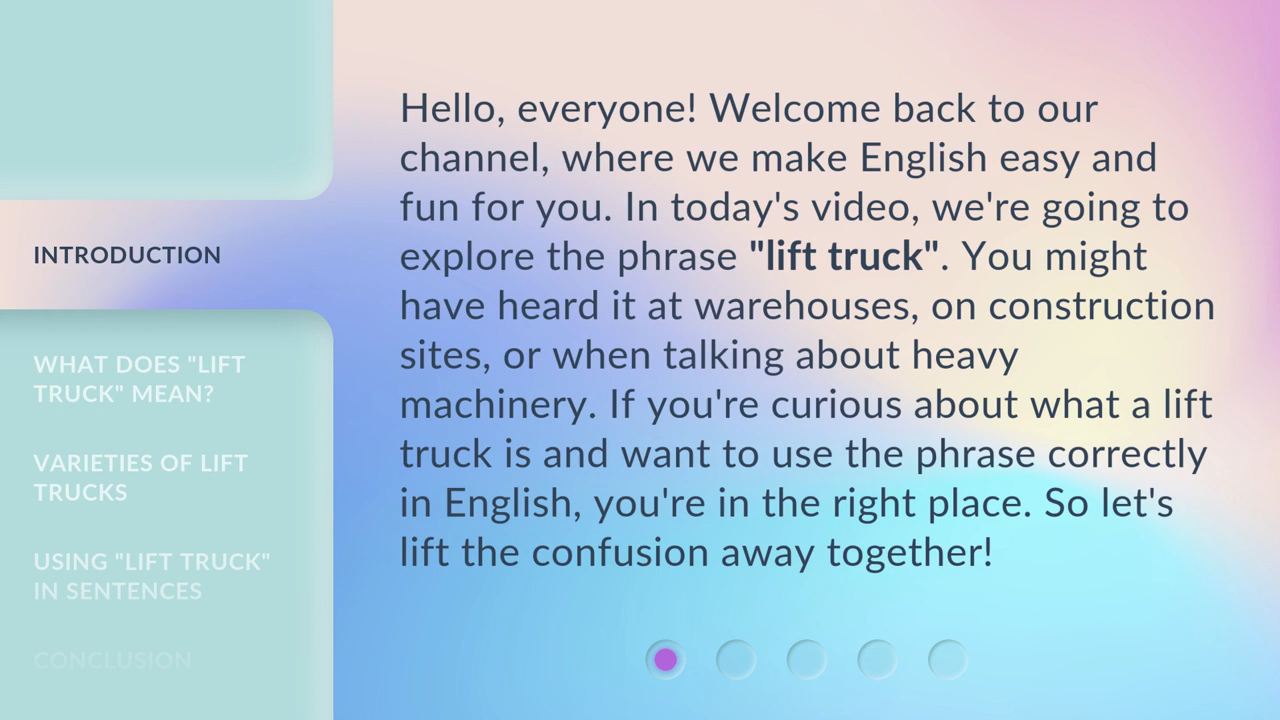 INTRODUCTION
WHAT DOES "LIFT
TRUCK" MEAN?
VARIETIES OF LIFT
TRUCKS
USING "LIFT TRUCK"
IN SENTENCES
CONCLUSION
Hello, everyone! Welcome back to our
channel, where we make English easy and
fun for you. In today's video, we're going to
explore the phrase "lift truck". You might
have heard it at warehouses, on construction
sites, or when talking about heavy
machinery. If you're curious about what a lift
truck is and want to use the phrase correctly
in English, you're in the right place. So let's
lift the confusion away together!